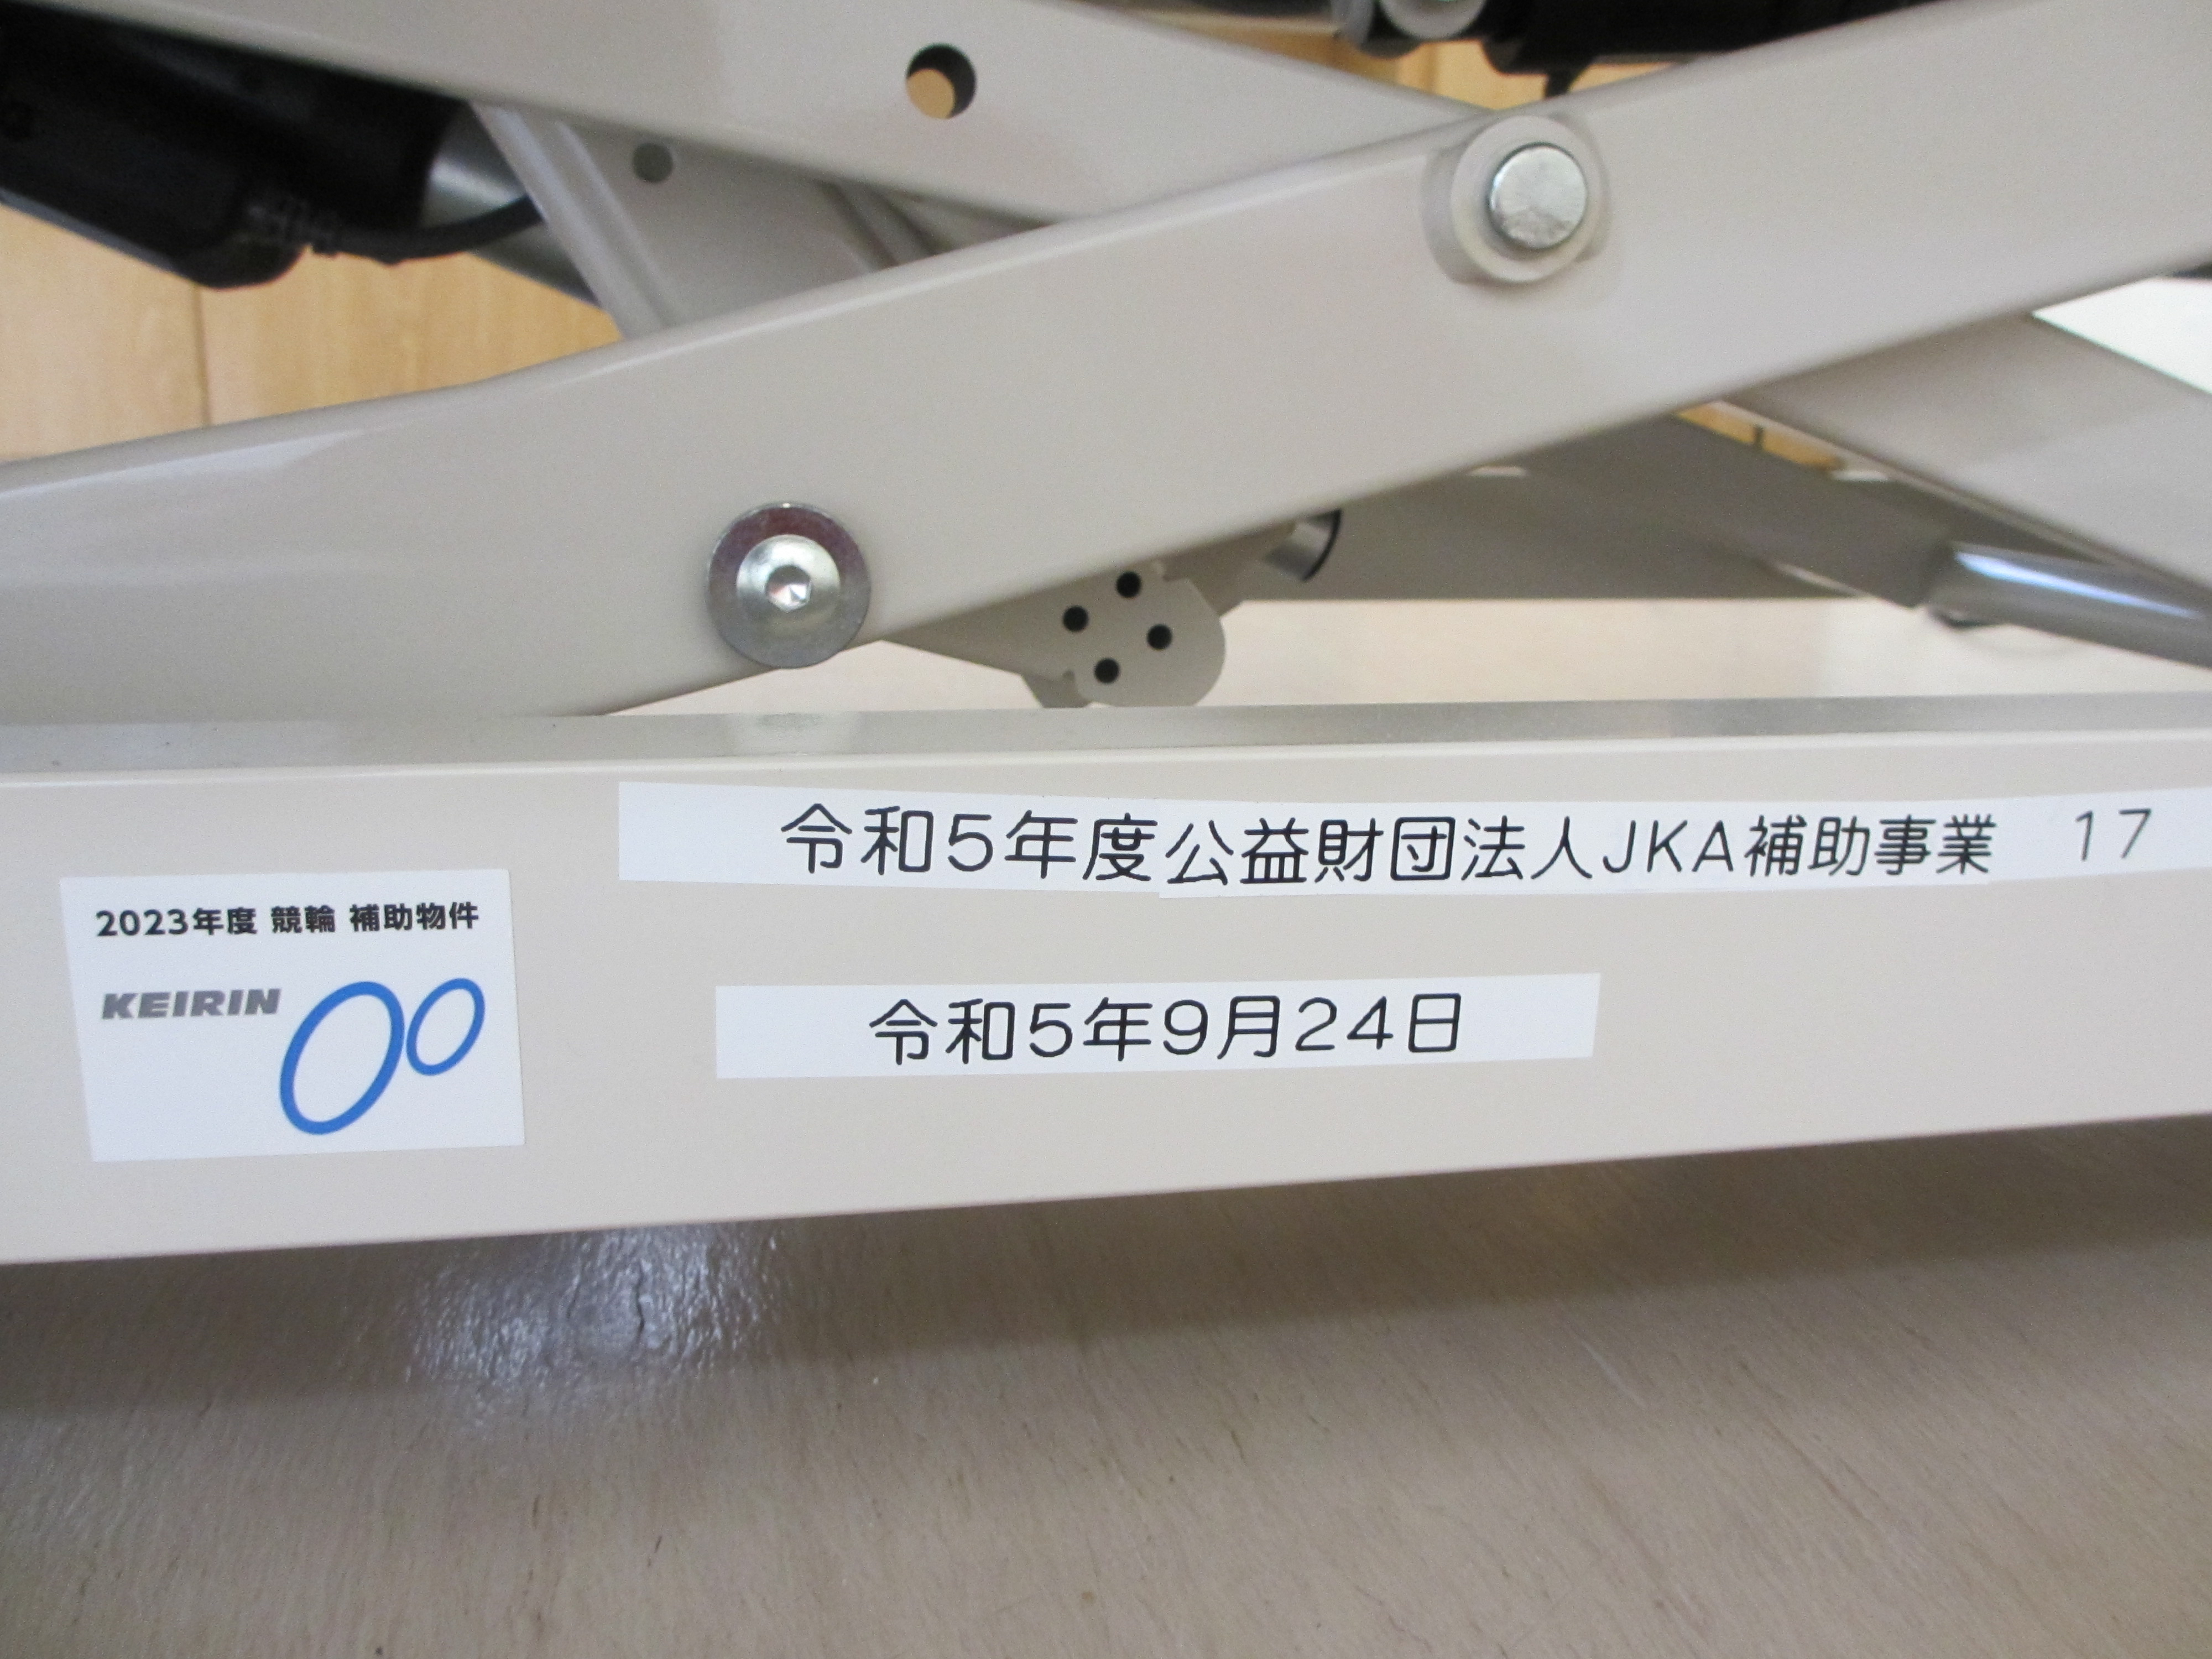 令和5年度公益財団法人JKA補助事業 17
2023年度 競輪 補助物件
KEIRIN
令和5年9月24日